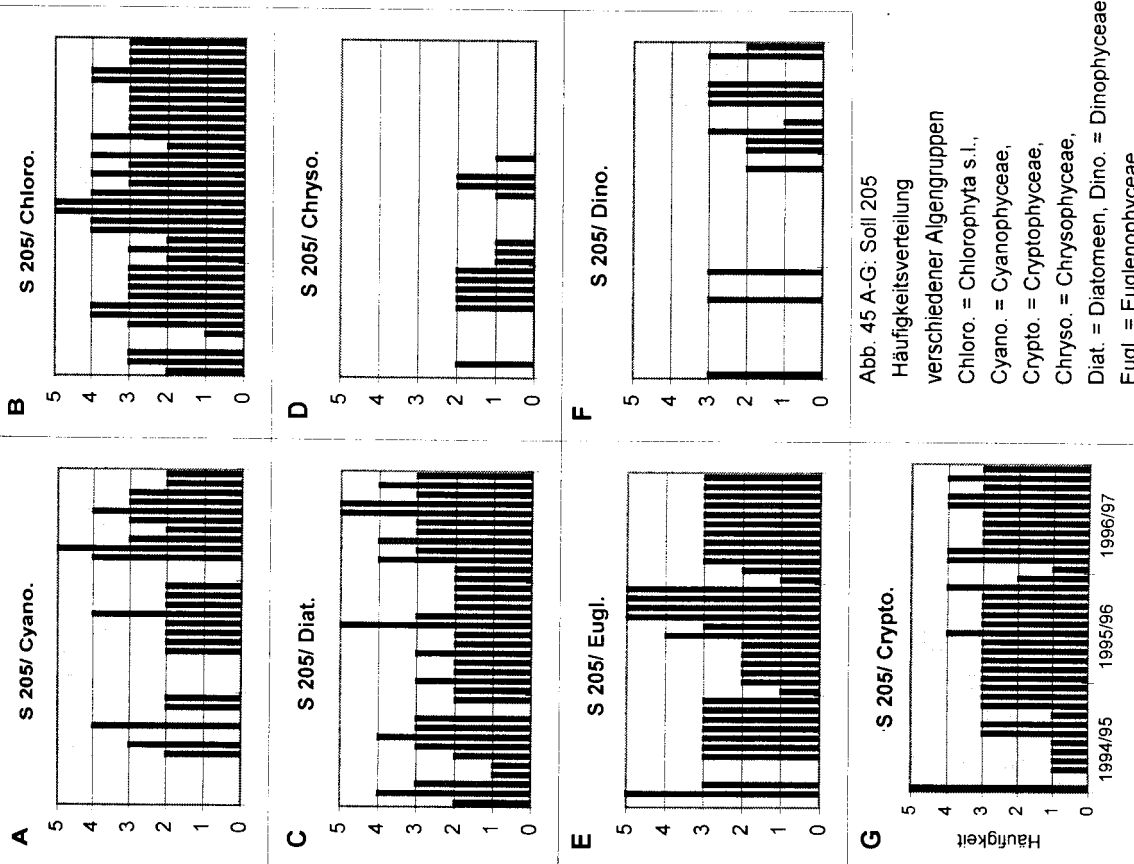 A
S 205/ Cyano.
5
4
3
2
1
0
B
S 205/ Chloro.
5
4
3
2
1
0
C
S 205/ Diat.
5
4
3
2
1
0
D
S 205/ Chryso.
5
4
3
2
1
0
E
S 205/ Eugl.
5
4
3
2
1
0
F
S 205/ Dino.
5
4
3
2
1
0
G
S 205/ Crypto.
Häufigkeit
5
4
3
2
1
0
1994/95
1995/96
1996/97
Abb. 45 A-G: Soll 205
Häufigkeitsverteilung
verschiedener Algengruppen
Chloro. = Chlorophyta s.l.,
Cyano. = Cyanophyceae,
Crypto. = Cryptophyceae,
Chryso. = Chrysophyceae,
Diat. = Diatomeen, Dino. = Dinophyceae
Eugl. = Euglenophyceae